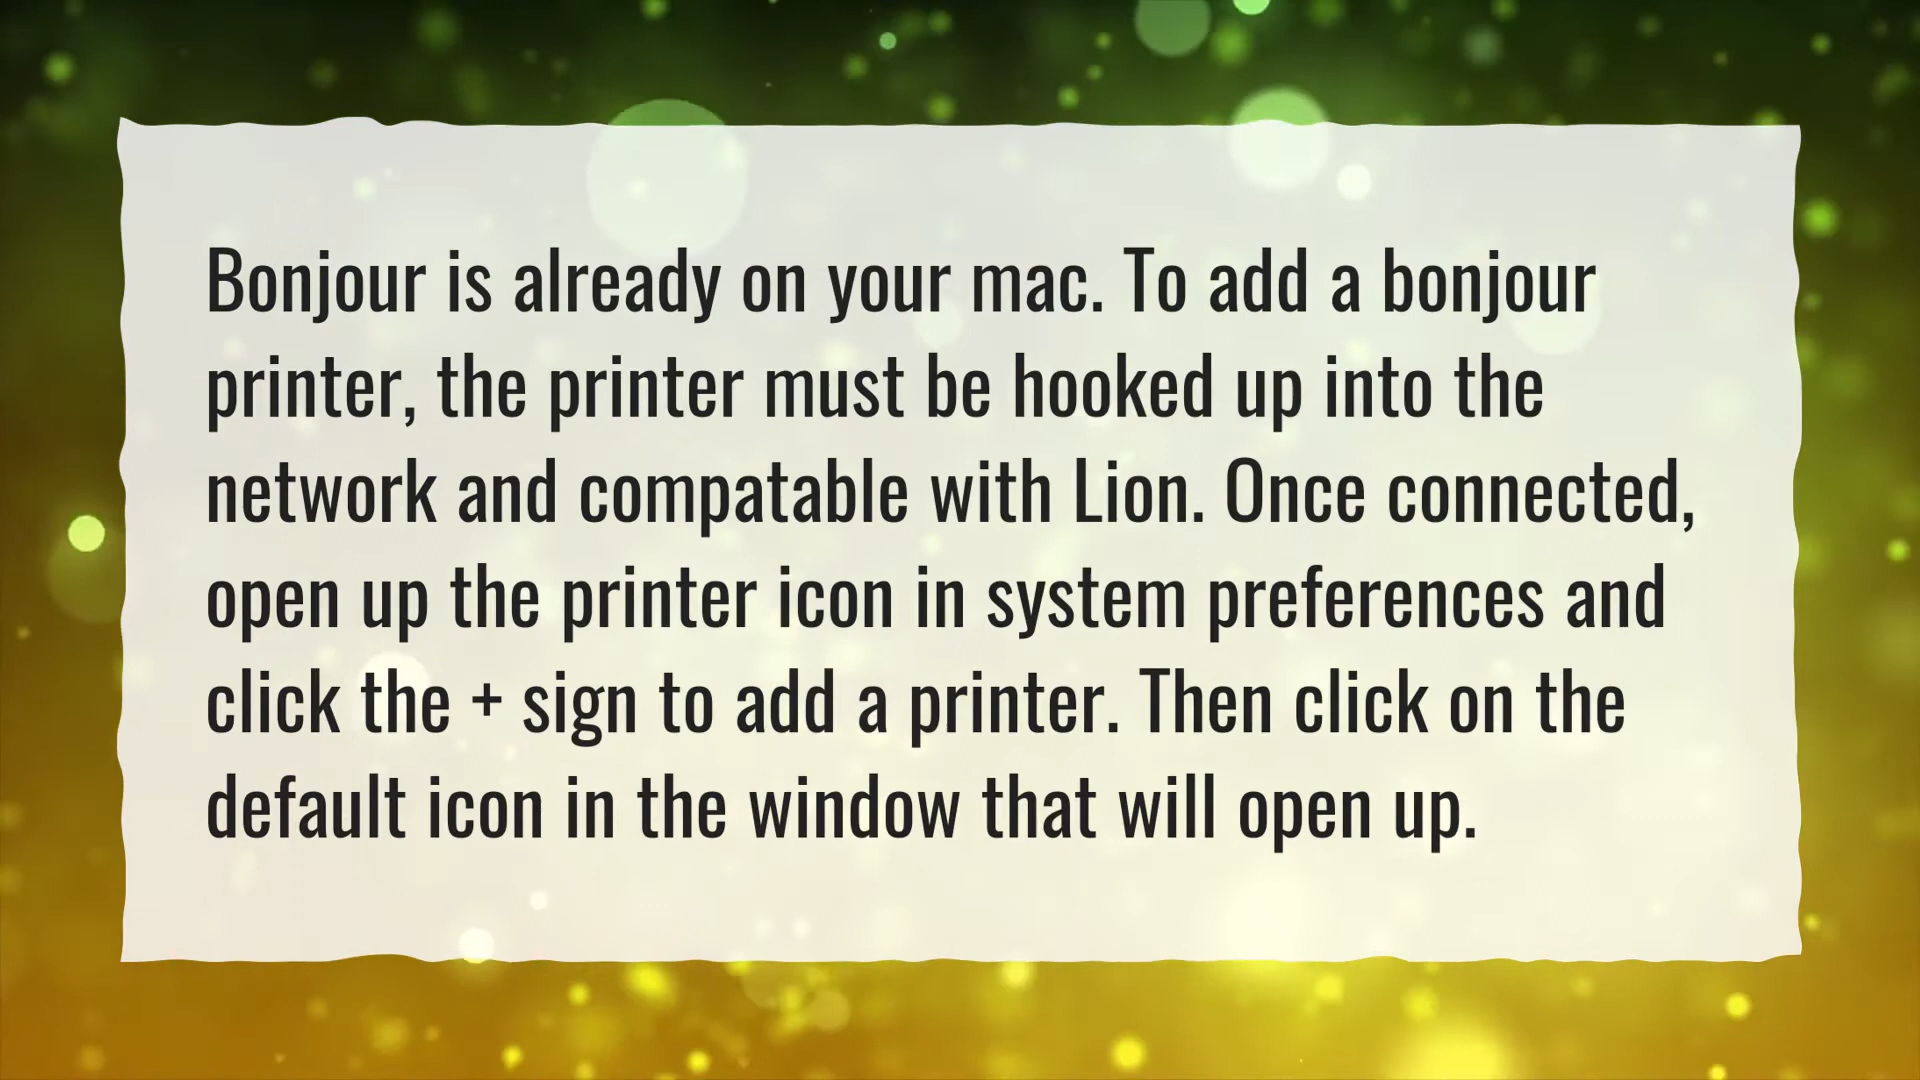 Bonjour is already on your mac. To add a bonjour
printer, the printer must be hooked up into the
network and compatable with Lion. Once connected,
open up the printer icon in system preferences and
click the + sign to add a printer. Then click on the
default icon in the window that will open up.